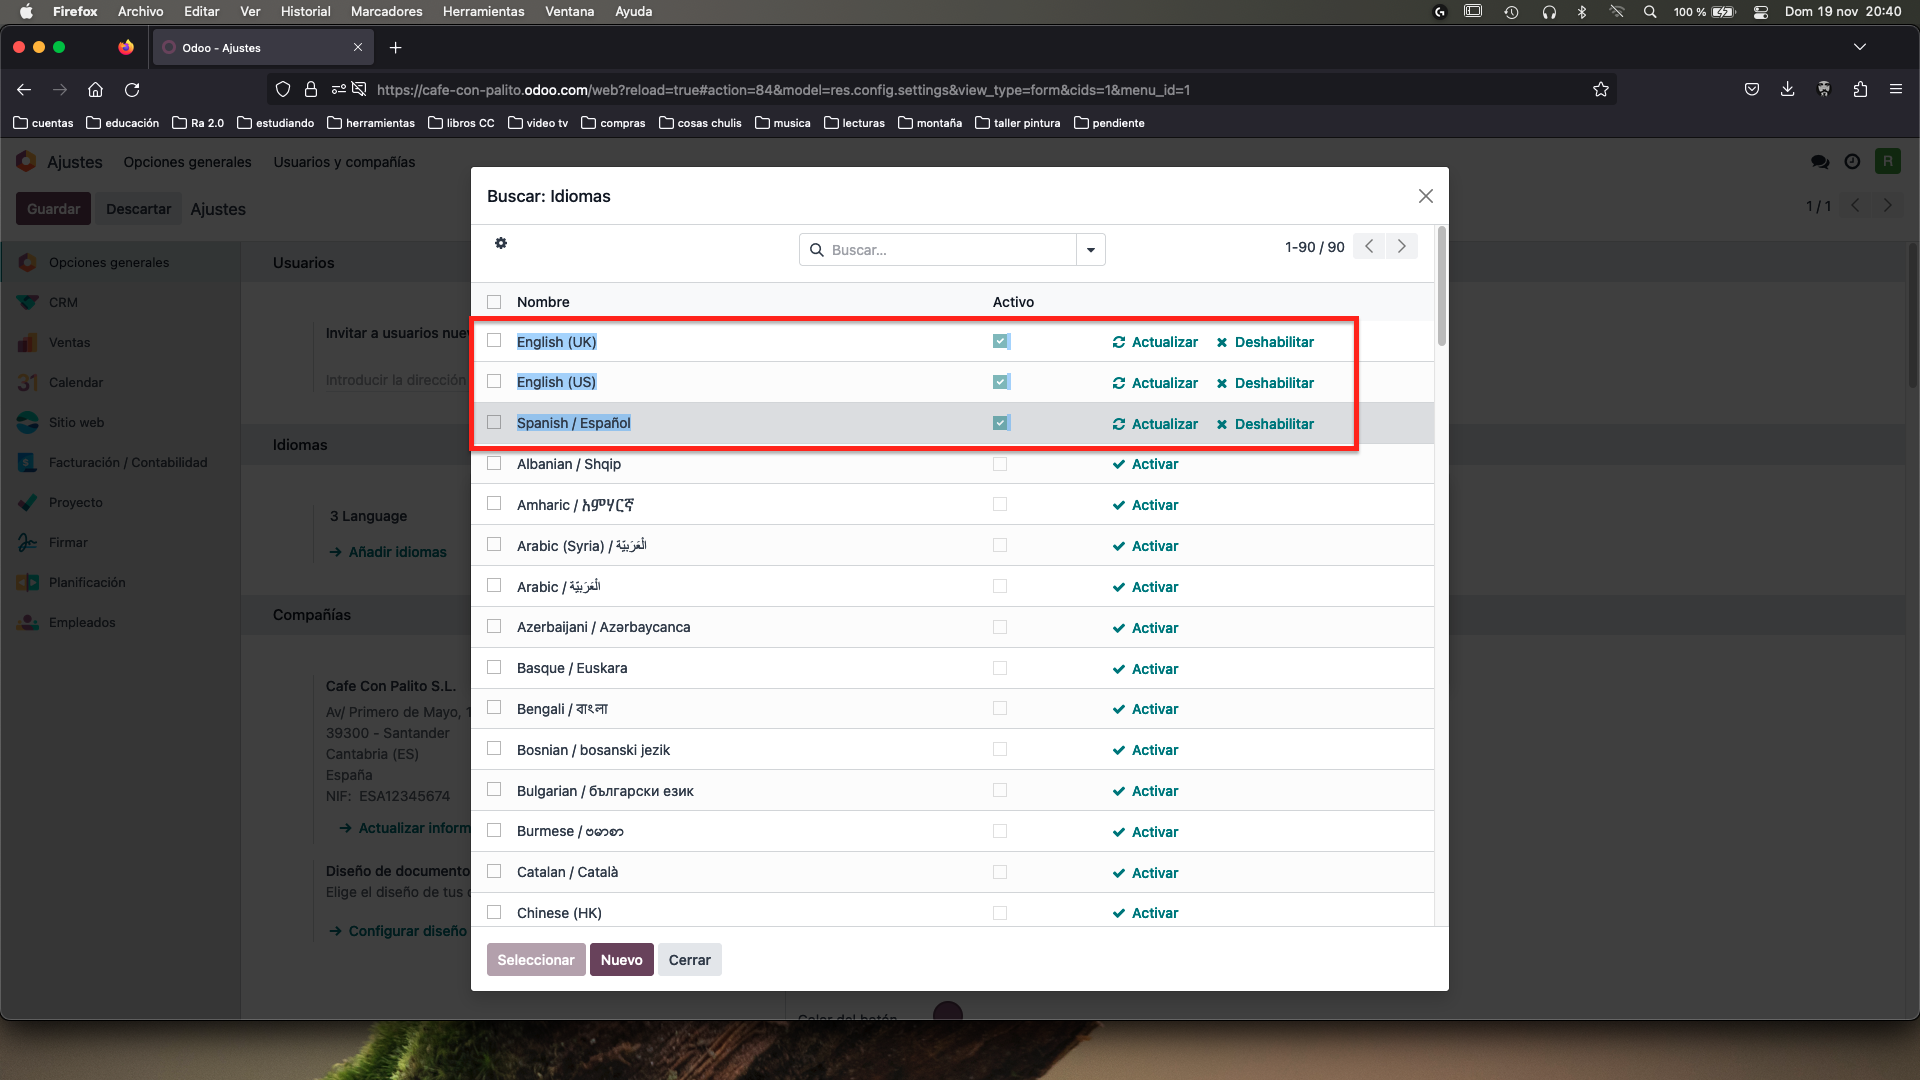 Firefox Archivo Editar Ver Historial Marcadores Herramientas Ventana Ayuda 100 % Dom 19 nov 20:40
Odoo - Ajustes
https://cafe-con-palito.odoo.com/web?reload=true#action=84&model=res.config.settings&view_type=form&cids=1&menu_id=1
cuentas educación Ra 2.0 estudiando herramientas libros CC video tv compras cosas chulis musica lecturas montaña taller pintura pendiente
Ajustes Opciones generales Usuarios y compañías R
Guardar Descartar Ajustes 1 / 1
Opciones generales
CRM
Ventas
31 Calendar
Sitio web
Facturación / Contabilidad
Proyecto
Firmar
Planificación
Empleados
Usuarios
Invitar a usuarios nuev
Introducir la dirección
Idiomas
3 Language
Añadir idiomas
Compañías
Cafe Con Palito S.L.
Av/ Primero de Mayo, 1
39300 - Santander
Cantabria (ES)
España
NIF: ESA12345674
Actualizar inform
Diseño de documento
Elige el diseño de tus
Configurar diseño
Color del botón
Buscar: Idiomas
Buscar... 1-90 / 90
Nombre Activo
English (UK) Actualizar Deshabilitar
English (US) Actualizar Deshabilitar
Spanish / Español Actualizar Deshabilitar
Albanian / Shqip Activar
Amharic / አምሃርኛ Activar
Arabic (Syria) / الْعَرَبيّة Activar
Arabic / الْعَرَبيّة Activar
Azerbaijani / Azərbaycanca Activar
Basque / Euskara Activar
Bengali / বাংলা Activar
Bosnian / bosanski jezik Activar
Bulgarian / български език Activar
Burmese / ဗမာစာ Activar
Catalan / Català Activar
Chinese (HK) Activar
Seleccionar Nuevo Cerrar